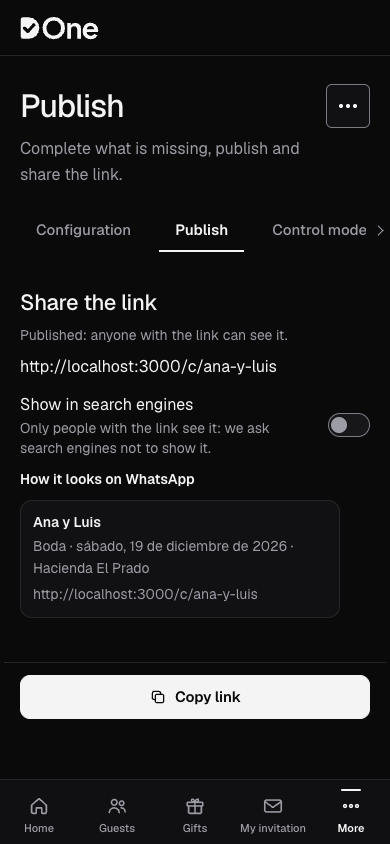 DOne
Publish
Complete what is missing, publish and
share the link.
Configuration
Publish
Control mode
Share the link
Published: anyone with the link can see it.
http://localhost:3000/c/ana-y-luis
Show in search engines
Only people with the link see it: we ask
search engines not to show it.
How it looks on WhatsApp
Ana y Luis
Boda · sábado, 19 de diciembre de 2026 ·
Hacienda El Prado
http://localhost:3000/c/ana-y-luis
Copy link
Home
Guests
Gifts
My invitation
More